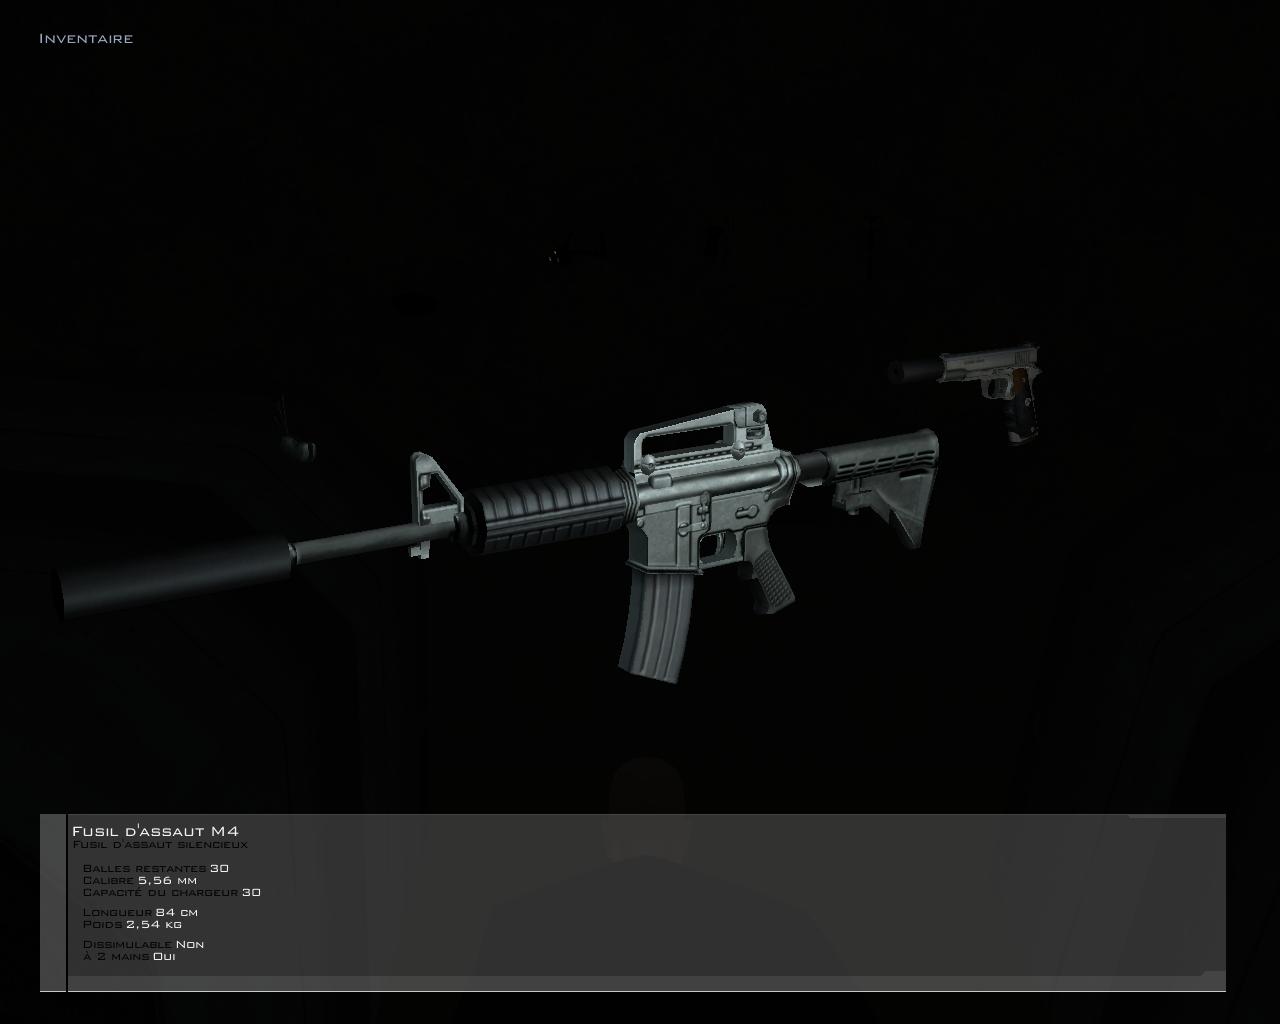 Inventaire
Fusil d'assaut M4
Fusil d'assaut silencieux
Balles restantes 30
Calibre 5,56 mm
Capacité du chargeur 30
Longueur 84 cm
Poids 2,54 kg
Dissimulable Non
À 2 mains Oui